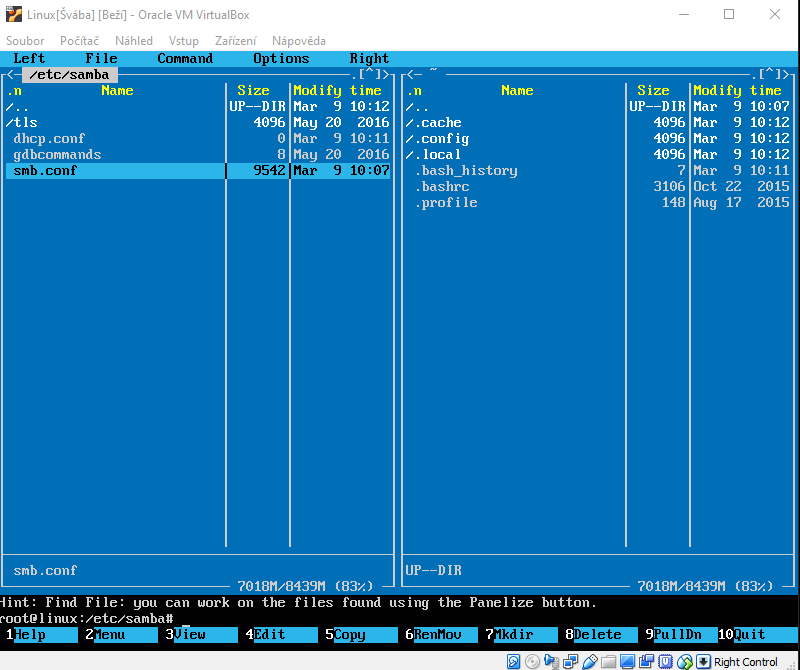 Linux[Švába] [Beží] - Oracle VM VirtualBox
Soubor Počítač Náhled Vstup Zařízení Nápověda
Left File Command Options Right
/etc/samba .[^]> ~ .[^]>
.n Name Size Modify time .n Name Size Modify time
/.. UP--DIR Mar 9 10:12 /.. UP--DIR Mar 9 10:07
/tls 4096 May 20 2016 /.cache 4096 Mar 9 10:12
dhcp.conf 0 Mar 9 10:11 /.config 4096 Mar 9 10:12
gdbcommands 8 May 20 2016 /.local 4096 Mar 9 10:12
smb.conf 9542 Mar 9 10:07 .bash_history 7 Mar 9 10:11
.bashrc 3106 Oct 22 2015
.profile 148 Aug 17 2015
smb.conf UP--DIR
7018M/8439M (83%) 7018M/8439M (83%)
Hint: Find File: you can work on the files found using the Panelize button.
root@linux:/etc/samba# _
1Help 2Menu 3View 4Edit 5Copy 6RenMov 7Mkdir 8Delete 9PullDn 10Quit
Right Control